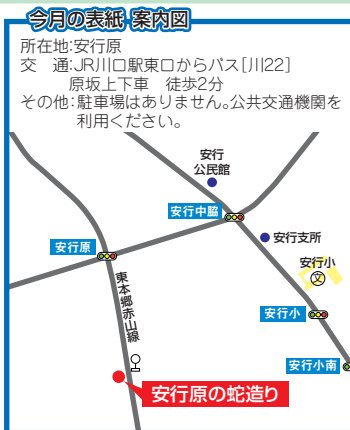 今月の表紙 案内図
所在地:安行原
交　通:JR川口駅東口からバス[川22]
原坂上下車　徒歩2分
その他:駐車場はありません。公共交通機関を
利用ください。
安行
公民館
安行中脇
安行支所
安行原
安行小
文
東本郷赤山線
安行小
安行小南
安行原の蛇造り